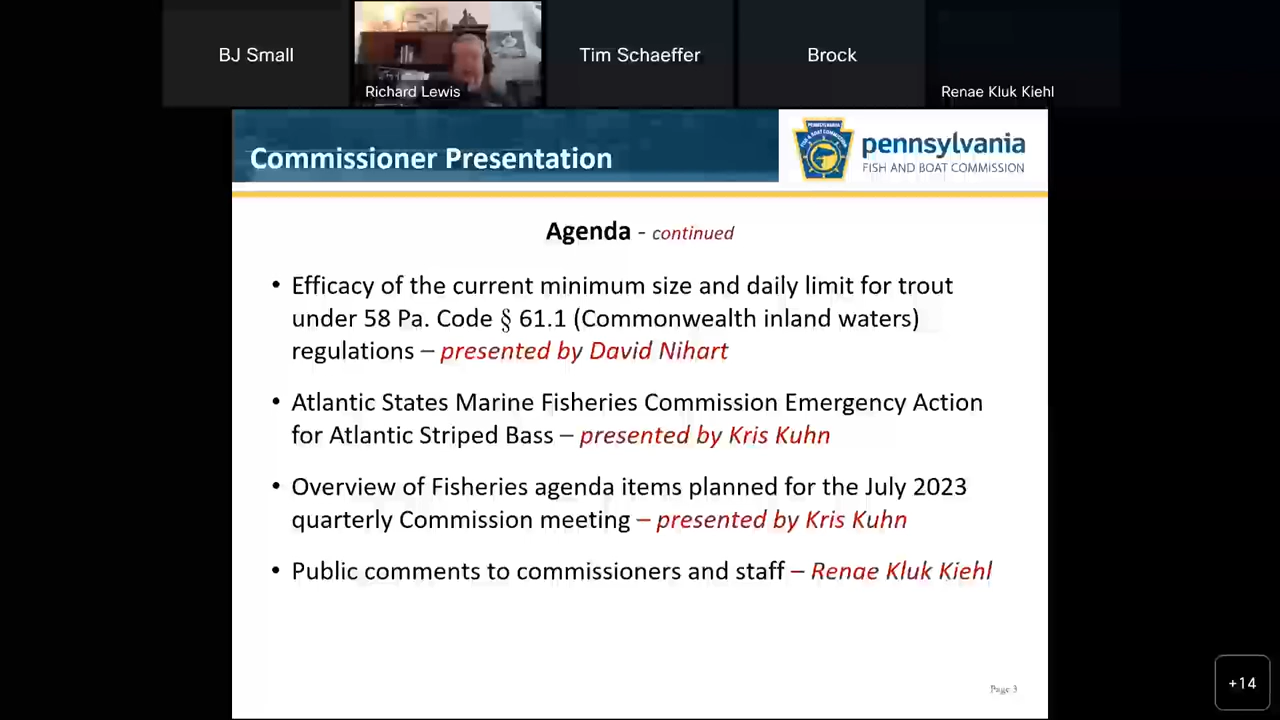 BJ Small
Richard Lewis
Tim Schaeffer
Brock
Renae Kluk Kiehl
Commissioner Presentation
pennsylvania
FISH AND BOAT COMMISSION
Agenda - continued
• Efficacy of the current minimum size and daily limit for trout
under 58 Pa. Code § 61.1 (Commonwealth inland waters)
regulations – presented by David Nihart
• Atlantic States Marine Fisheries Commission Emergency Action
for Atlantic Striped Bass – presented by Kris Kuhn
• Overview of Fisheries agenda items planned for the July 2023
quarterly Commission meeting – presented by Kris Kuhn
• Public comments to commissioners and staff – Renae Kluk Kiehl
Page 3
+14